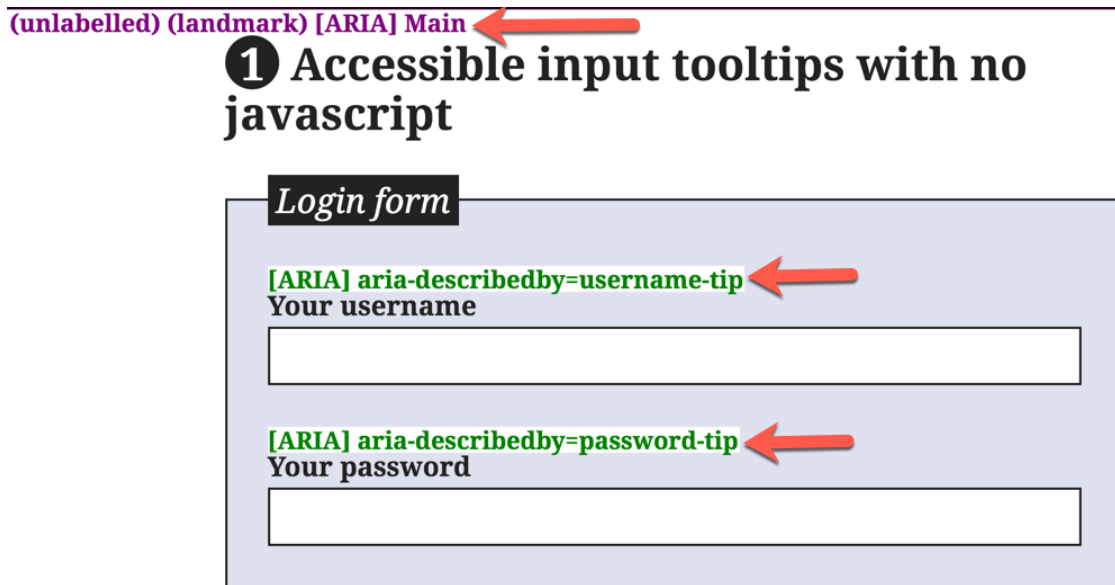 (unlabelled) (landmark) [ARIA] Main
❶ Accessible input tooltips with no
javascript
Login form
[ARIA] aria-describedby=username-tip
Your username
[ARIA] aria-describedby=password-tip
Your password